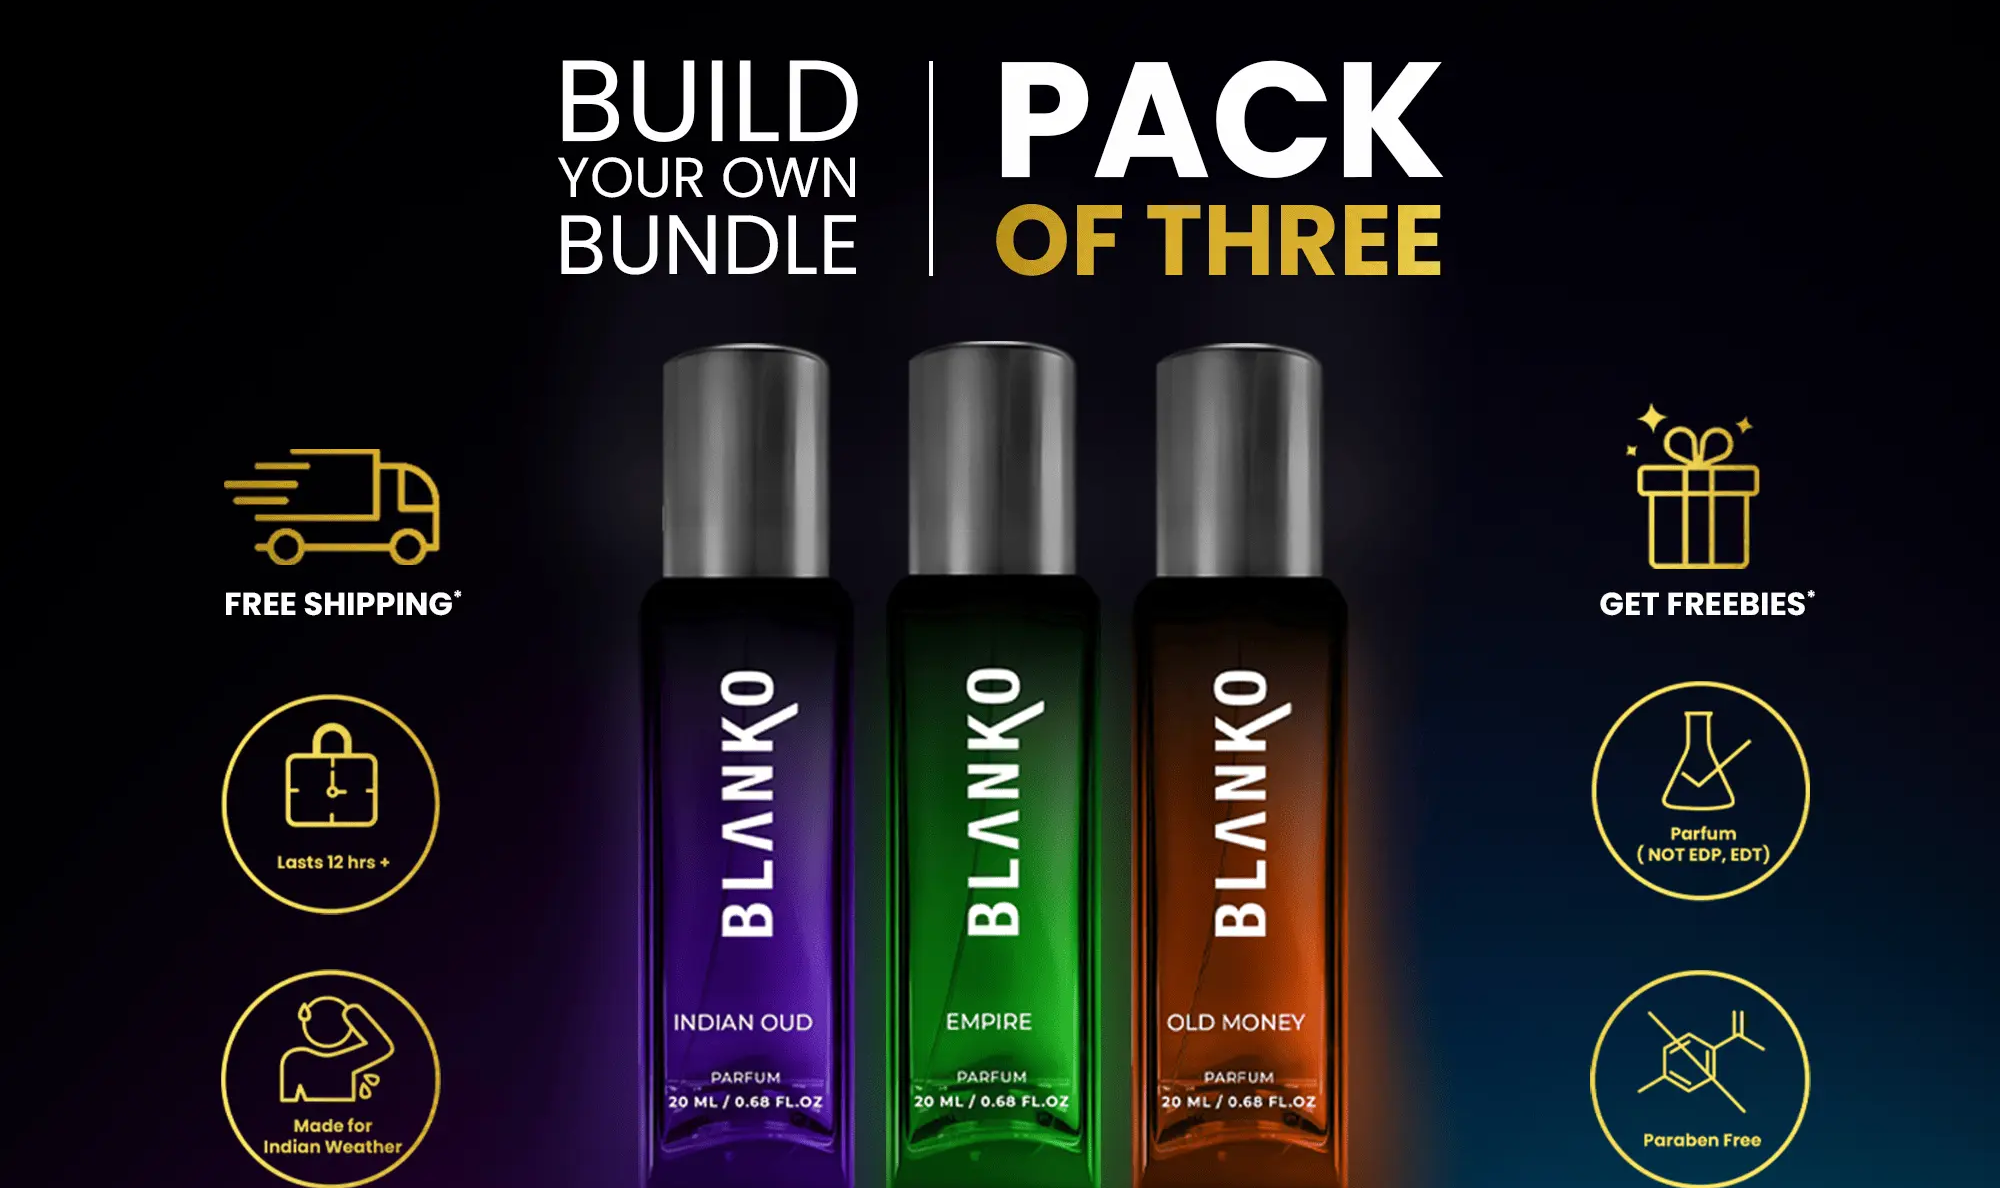 BUILD
YOUR OWN
BUNDLE
PACK
OF THREE
FREE SHIPPING*
Lasts 12 hrs +
Made for
Indian Weather
BLANKO
INDIAN OUD
PARFUM
20 ML / 0.68 FL.OZ
BLANKO
EMPIRE
PARFUM
20 ML / 0.68 FL.OZ
BLANKO
OLD MONEY
PARFUM
20 ML / 0.68 FL.OZ
GET FREEBIES*
Parfum
( NOT EDP, EDT)
Paraben Free